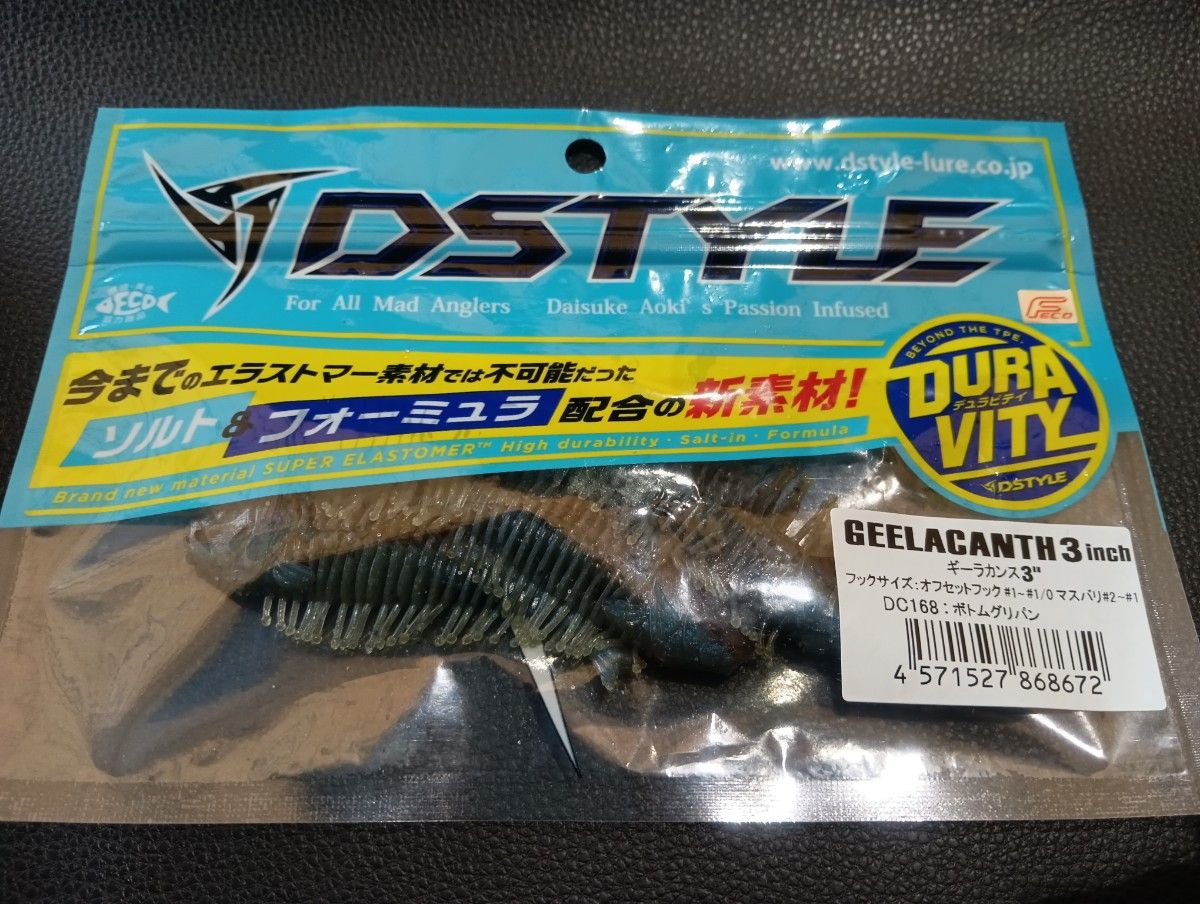 www.dstyle-lure.co.jp
DSTYLE
For All Mad Anglers Daisuke Aoki's Passion Infused
ECO
FECO
BEYOND THE TPE.
DURA
デュラビティ
VITY
DSTYLE
今までのエラストマー素材では不可能だった
ソルト&フォーミュラ 配合の新素材!
Brand new material SUPER ELASTOMER™ High durability・Salt-in・Formula
GEELACANTH 3 inch
ギーラカンス3"
フックサイズ:オフセットフック#1~#1/0 マスバリ#2~#1
DC168:ボトムグリパン
4 571527 868672